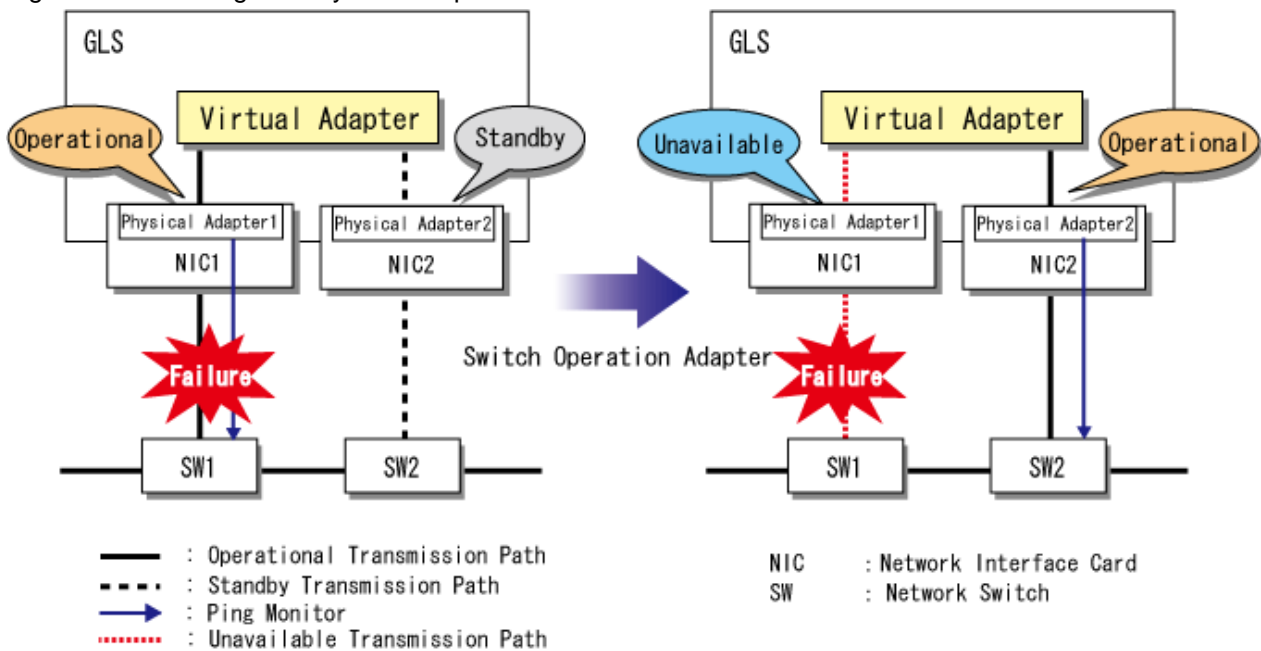 GLS
Virtual Adapter
Operational
Standby
Physical Adapter1
Physical Adapter2
NIC1
NIC2
Failure
SW1
SW2
Switch Operation Adapter
GLS
Virtual Adapter
Unavailable
Operational
Physical Adapter1
Physical Adapter2
NIC1
NIC2
Failure
SW1
SW2
: Operational Transmission Path
: Standby Transmission Path
: Ping Monitor
: Unavailable Transmission Path
NIC : Network Interface Card
SW : Network Switch